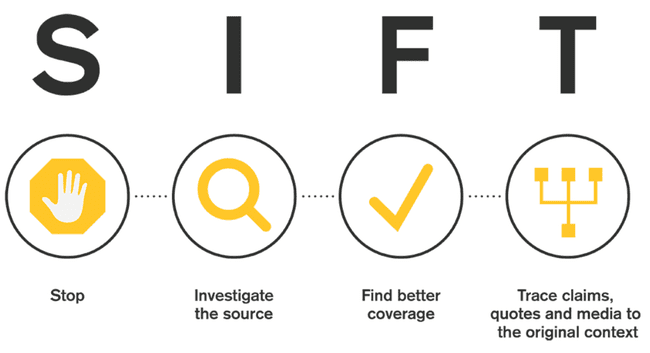 S I F T
Stop
Investigate
the source
Find better
coverage
Trace claims,
quotes and media to
the original context